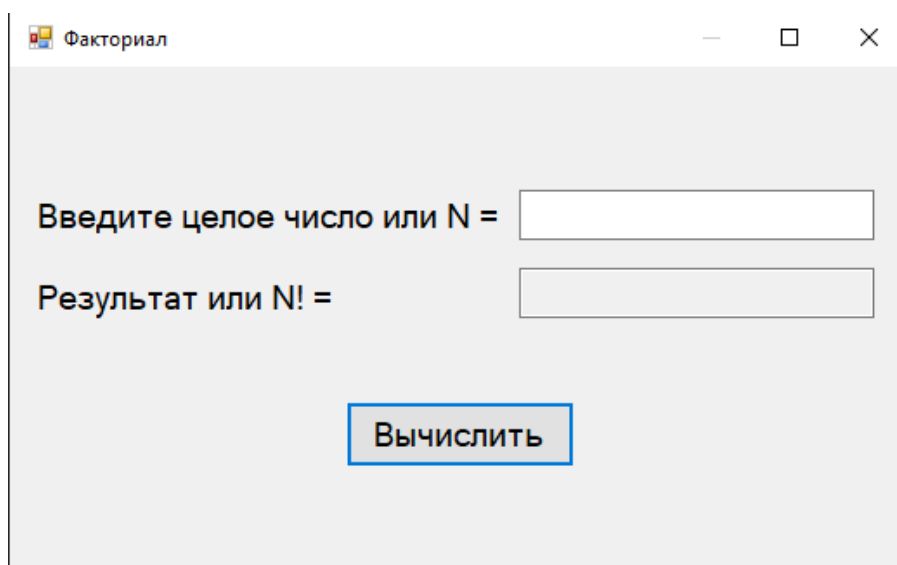 Факториал
Введите целое число или N =
Результат или N! =
Вычислить